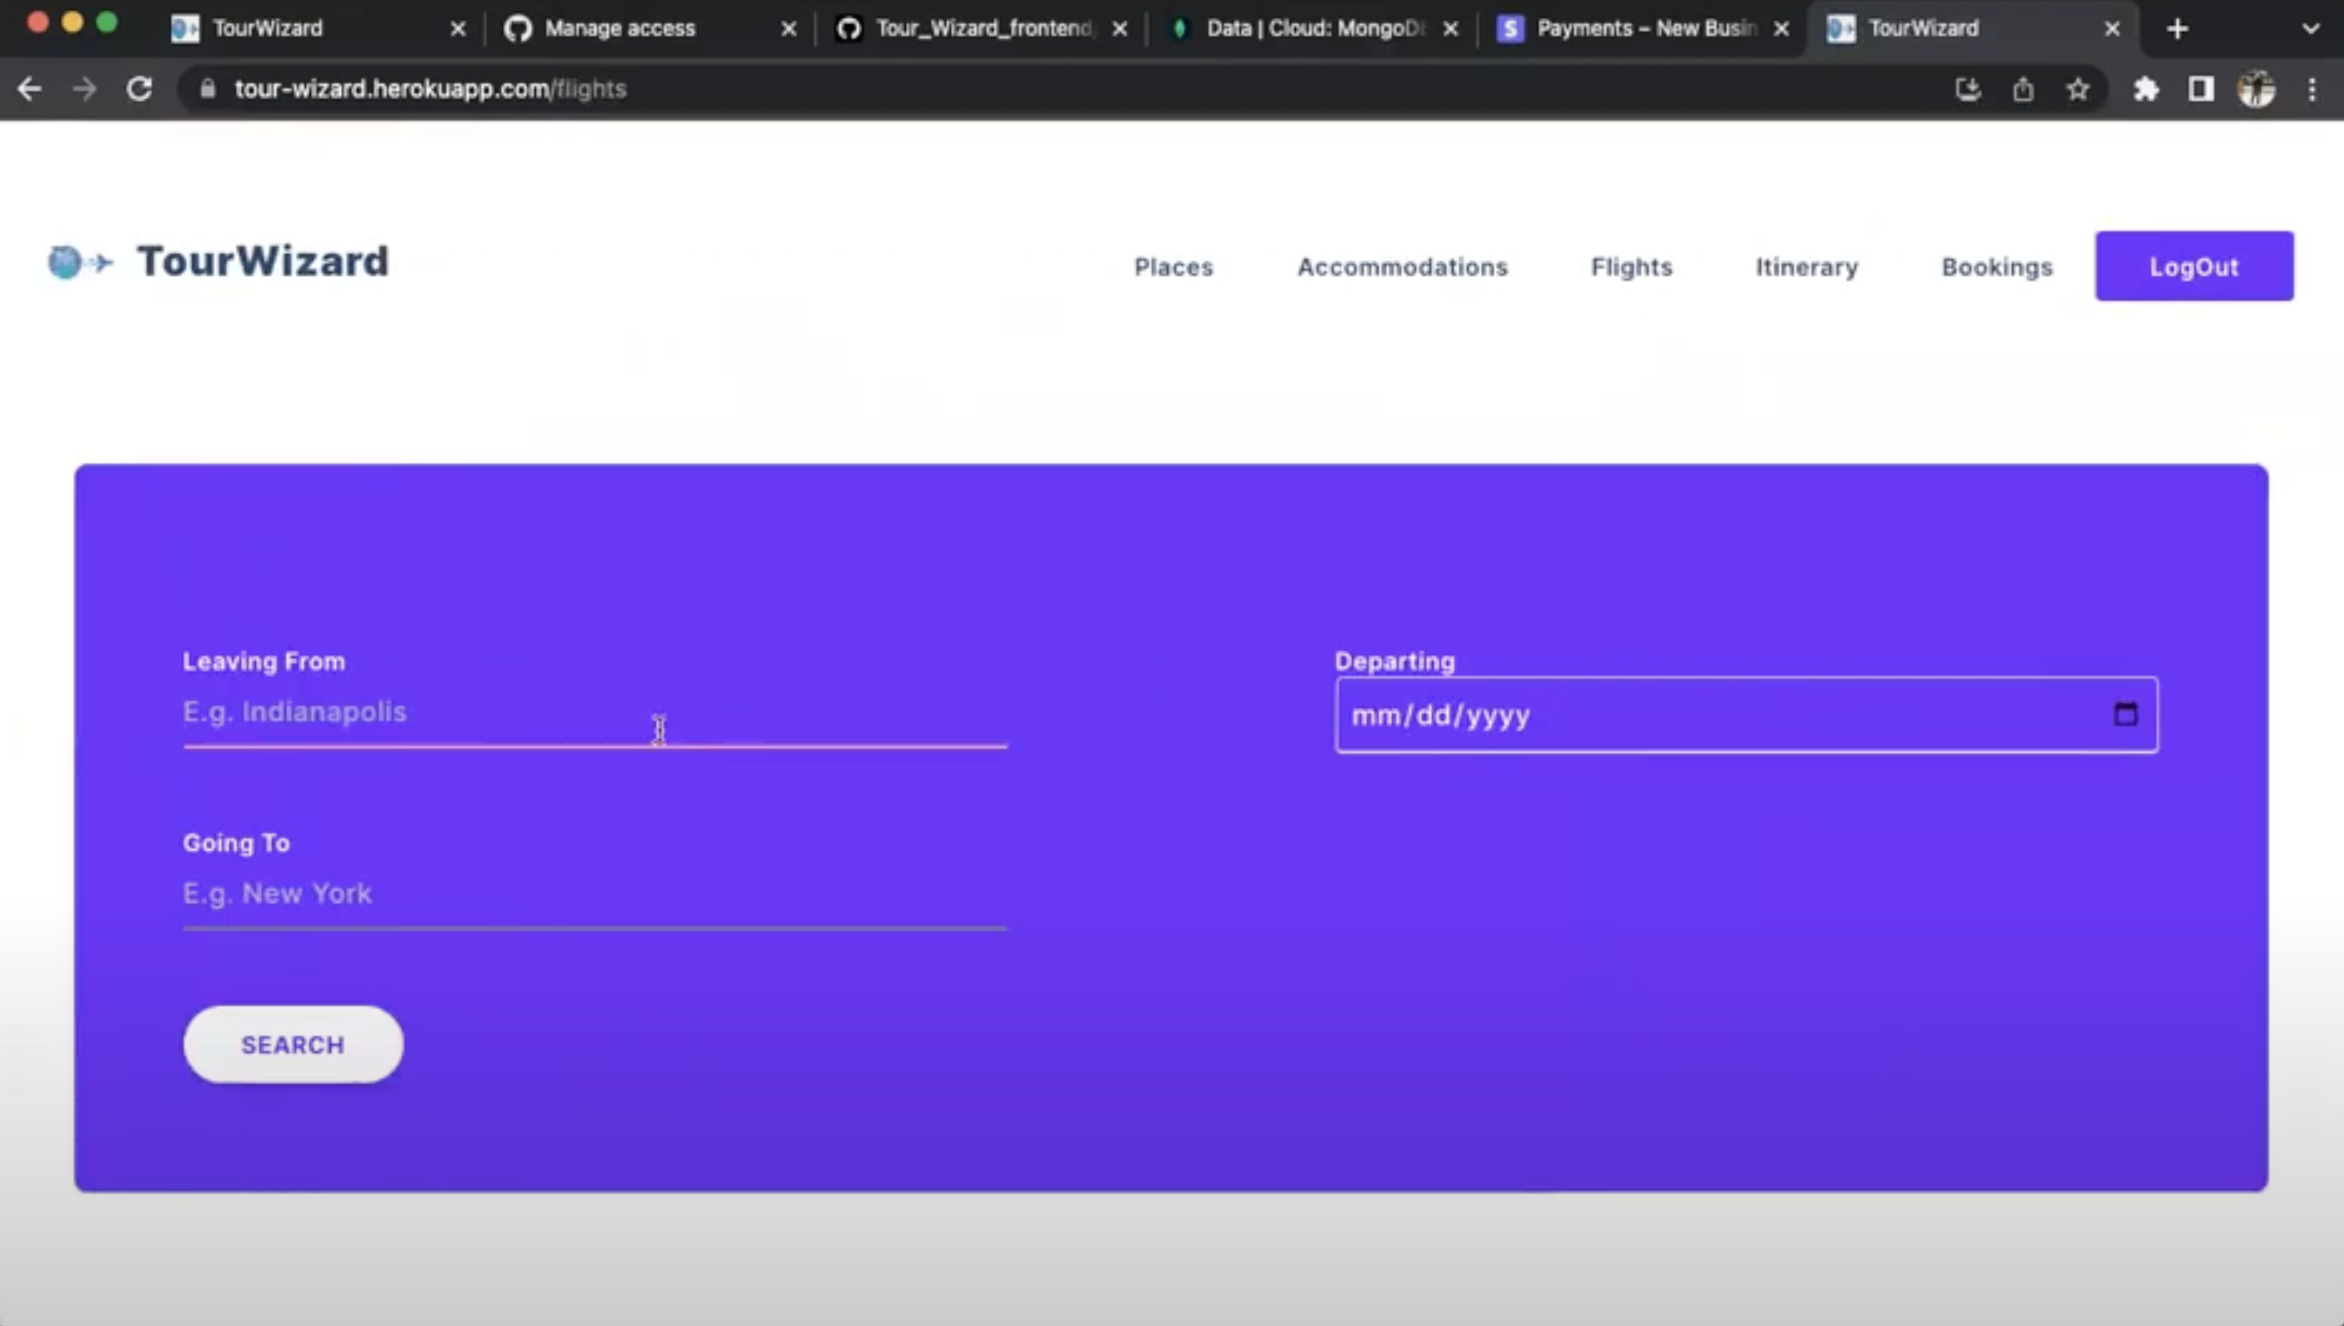 TourWizard
Manage access
Tour_Wizard_frontend
Data | Cloud: MongoDB
S Payments – New Busin
TourWizard
tour-wizard.herokuapp.com/flights
TourWizard
Places Accommodations Flights Itinerary Bookings LogOut
Leaving From
E.g. Indianapolis
Departing
mm/dd/yyyy
Going To
E.g. New York
SEARCH